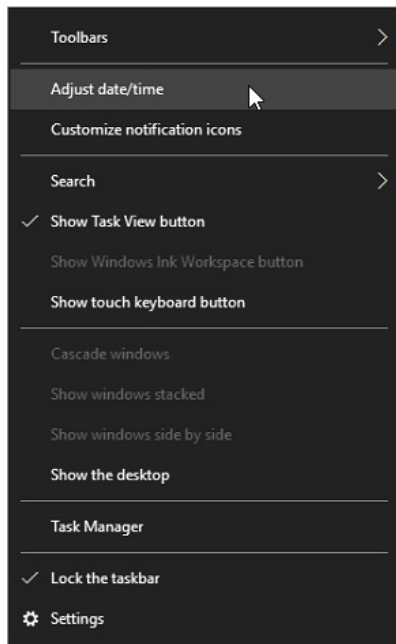 Toolbars
Adjust date/time
Customize notification icons
Search
Show Task View button
Show Windows Ink Workspace button
Show touch keyboard button
Cascade windows
Show windows stacked
Show windows side by side
Show the desktop
Task Manager
Lock the taskbar
Settings